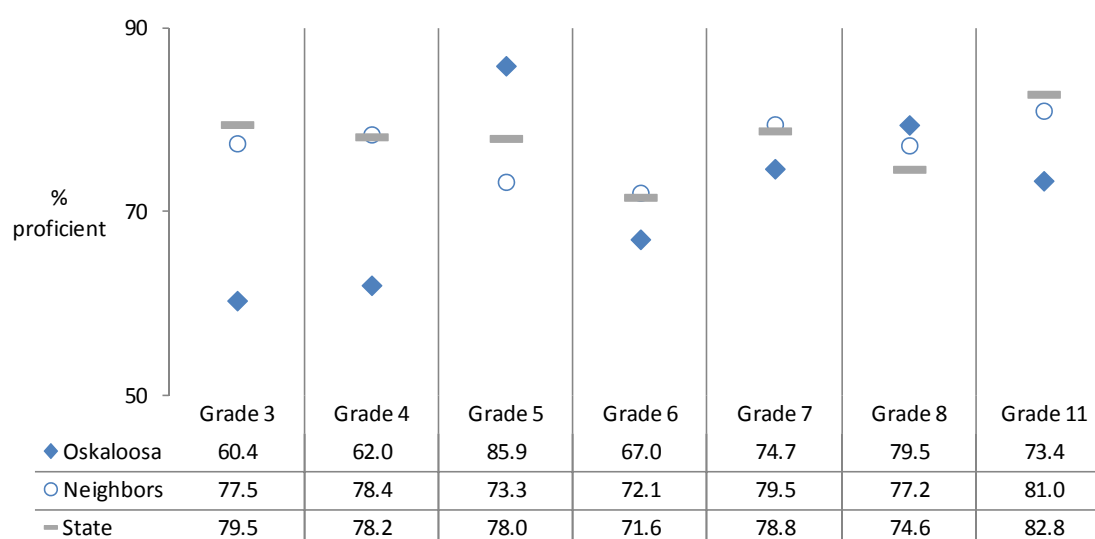 90
70
50
%
proficient
Grade 3 Grade 4 Grade 5 Grade 6 Grade 7 Grade 8 Grade 11
Oskaloosa 60.4 62.0 85.9 67.0 74.7 79.5 73.4
Neighbors 77.5 78.4 73.3 72.1 79.5 77.2 81.0
State 79.5 78.2 78.0 71.6 78.8 74.6 82.8